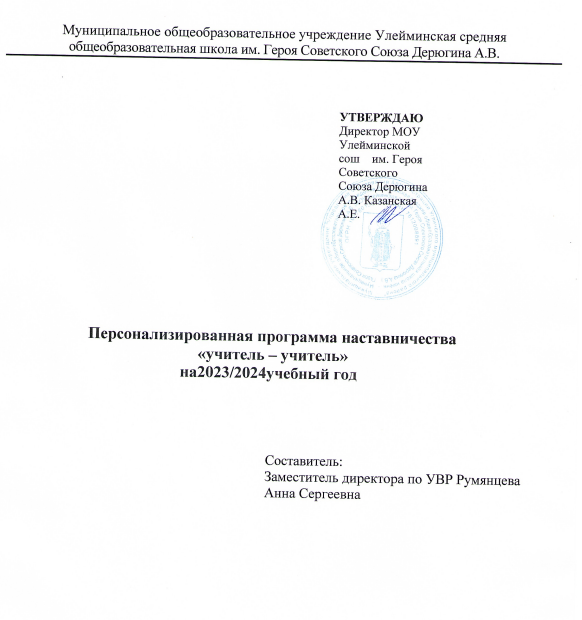 Муниципальное общеобразовательное учреждение Улейминская средняя
общеобразовательная школа им. Героя Советского Союза Дерюгина А.В.
УТВЕРЖДАЮ
Директор МОУ
Улейминской
сош им. Героя
Советского
Союза Дерюгина
А.В. Казанская
А.Е.
Персонализированная программа наставничества
«учитель – учитель»
на2023/2024учебный год
Составитель:
Заместитель директора по УВР Румянцева
Анна Сергеевна